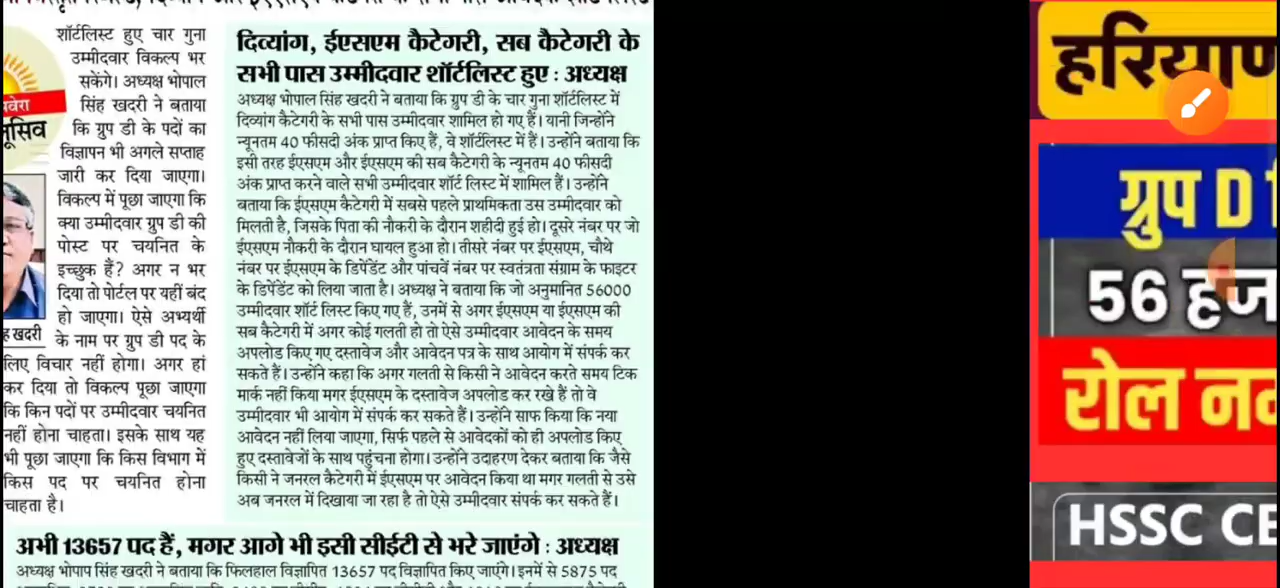 शॉर्टलिस्ट हुए चार गुना
उम्मीदवार विकल्प भर
सकेंगे। अध्यक्ष भोपाल
सिंह खदरी ने बताया
कि ग्रुप डी के पदों का
विज्ञापन भी अगले सप्ताह
जारी कर दिया जाएगा।
विकल्प में पूछा जाएगा कि
क्या उम्मीदवार ग्रुप डी की
पोस्ट पर चयनित के
इच्छुक हैं? अगर न भर
दिया तो पोर्टल पर यहीं बंद
हो जाएगा। ऐसे अभ्यर्थी
के नाम पर ग्रुप डी पद के
लिए विचार नहीं होगा। अगर हां
कर दिया तो विकल्प पूछा जाएगा
कि किन पदों पर उम्मीदवार चयनित
नहीं होना चाहता। इसके साथ यह
भी पूछा जाएगा कि किस विभाग में
किस पद पर चयनित होना
चाहता है।
खदरी
दिव्यांग, ईएसएम कैटेगरी, सब कैटेगरी के
सभी पास उम्मीदवार शॉर्टलिस्ट हुए : अध्यक्ष
अध्यक्ष भोपाल सिंह खदरी ने बताया कि ग्रुप डी के चार गुना शॉर्टलिस्ट में
दिव्यांग कैटेगरी के सभी पास उम्मीदवार शामिल हो गए हैं। यानी जिन्होंने
न्यूनतम 40 फीसदी अंक प्राप्त किए हैं, वे शॉर्टलिस्ट में हैं। उन्होंने बताया कि
इसी तरह ईएसएम और ईएसएम की सब कैटेगरी के न्यूनतम 40 फीसदी
अंक प्राप्त करने वाले सभी उम्मीदवार शॉर्ट लिस्ट में शामिल हैं। उन्होंने
बताया कि ईएसएम कैटेगरी में सबसे पहले प्राथमिकता उस उम्मीदवार को
मिलती है, जिसके पिता की नौकरी के दौरान शहीदी हुई हो। दूसरे नंबर पर जो
ईएसएम नौकरी के दौरान घायल हुआ हो। तीसरे नंबर पर ईएसएम, चौथे
नंबर पर ईएसएम के डिपेंडेंट और पांचवें नंबर पर स्वतंत्रता संग्राम के फाइटर
के डिपेंडेंट को लिया जाता है। अध्यक्ष ने बताया कि जो अनुमानित 56000
उम्मीदवार शॉर्ट लिस्ट किए गए हैं, उनमें से अगर ईएसएम या ईएसएम की
सब कैटेगरी में अगर कोई गलती हो तो ऐसे उम्मीदवार आवेदन के समय
अपलोड किए गए दस्तावेज और आवेदन पत्र के साथ आयोग में संपर्क कर
सकते हैं। उन्होंने कहा कि अगर गलती से किसी ने आवेदन करते समय टिक
मार्क नहीं किया मगर ईएसएम के दस्तावेज अपलोड कर रखे हैं तो वे
उम्मीदवार भी आयोग में संपर्क कर सकते हैं। उन्होंने साफ किया कि नया
आवेदन नहीं लिया जाएगा, सिर्फ पहले से आवेदकों को ही अपलोड किए
हुए दस्तावेजों के साथ पहुंचना होगा। उन्होंने उदाहरण देकर बताया कि जैसे
किसी ने जनरल कैटेगरी में ईएसएम पर आवेदन किया था मगर गलती से उसे
अब जनरल में दिखाया जा रहा है तो ऐसे उम्मीदवार संपर्क कर सकते हैं।
अभी 13657 पद हैं, मगर आगे भी इसी सीईटी से भरे जाएंगे : अध्यक्ष
अध्यक्ष भोपाप सिंह खदरी ने बताया कि फिलहाल विज्ञापित 13657 पद विज्ञापित किए जाएंगे। इनमें से 5875 पद
हरियाण
ग्रुप D
56 हज
रोल न
HSSC CE